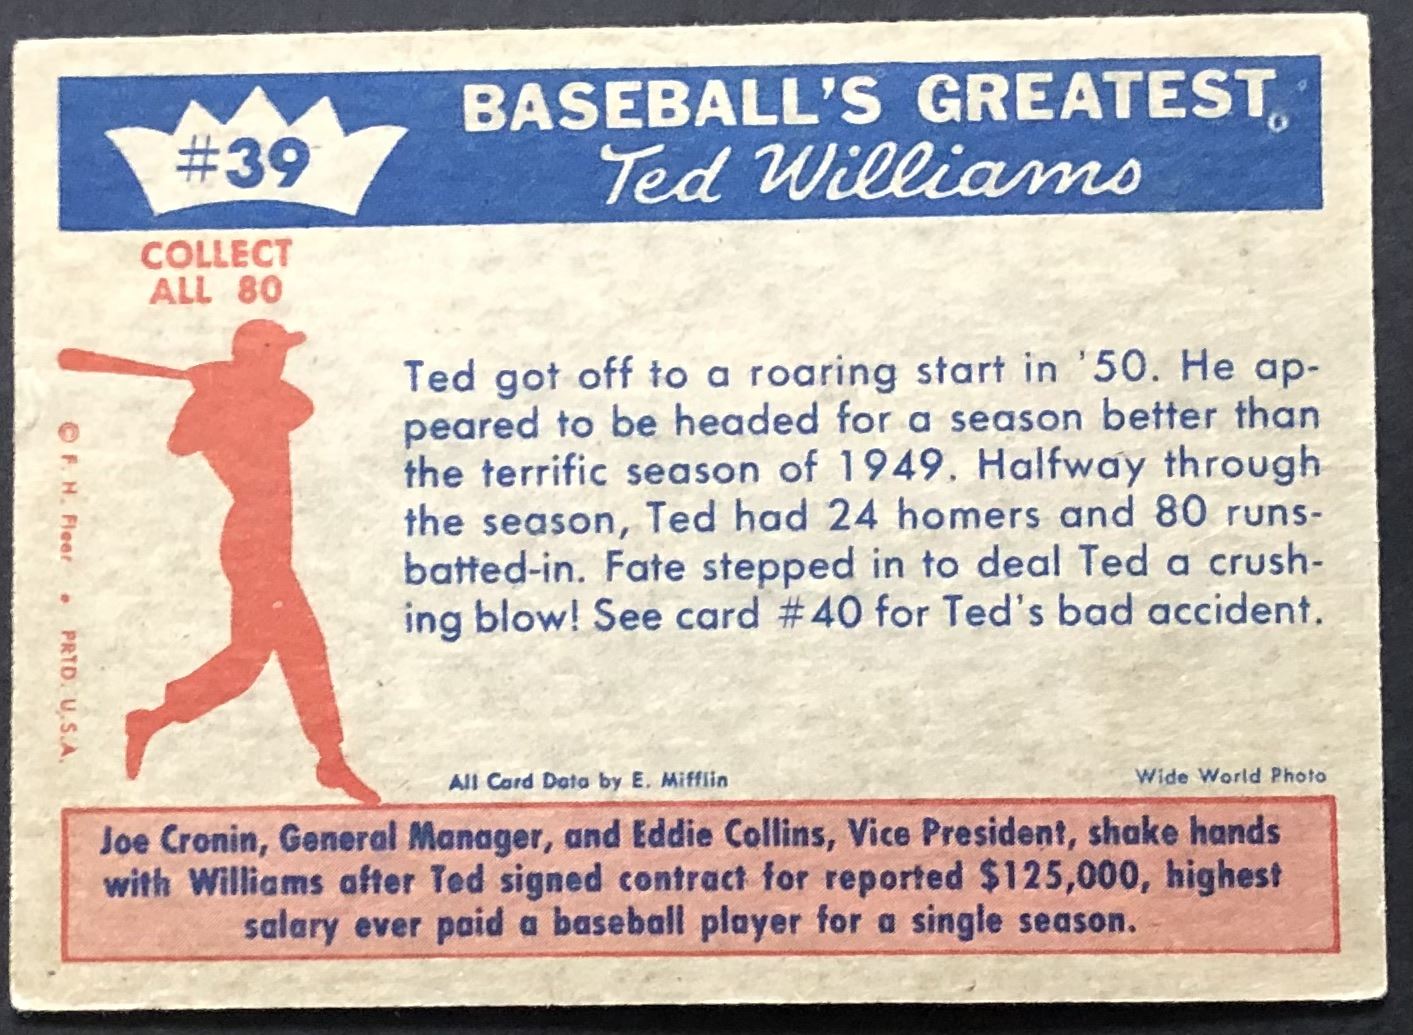 #39
BASEBALL'S GREATEST
Ted Williams
COLLECT
ALL 80
© F. H. Fleer • PRTD. U.S.A.
Ted got off to a roaring start in '50. He ap-
peared to be headed for a season better than
the terrific season of 1949. Halfway through
the season, Ted had 24 homers and 80 runs-
batted-in. Fate stepped in to deal Ted a crush-
ing blow! See card #40 for Ted's bad accident.
All Card Data by E. Mifflin
Wide World Photo
Joe Cronin, General Manager, and Eddie Collins, Vice President, shake hands
with Williams after Ted signed contract for reported $125,000, highest
salary ever paid a baseball player for a single season.